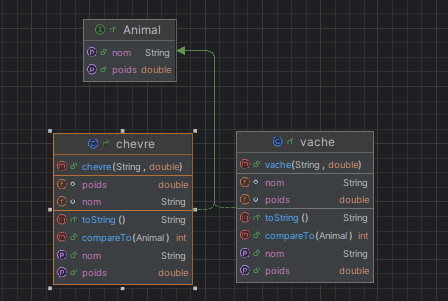 Animal
nom String
poids double
chevre
chevre(String, double)
poids double
nom String
toString() String
compareTo(Animal) int
nom String
poids double
vache
vache(String, double)
nom String
poids double
toString() String
compareTo(Animal) int
nom String
poids double